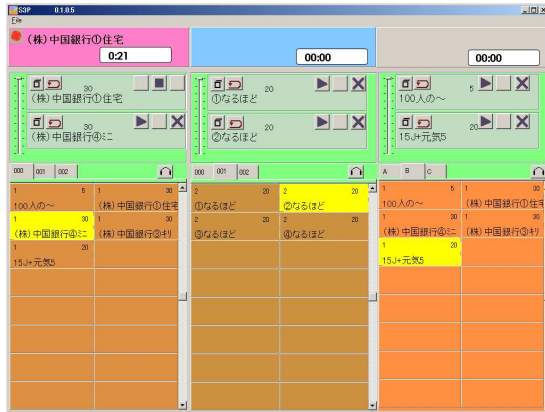 S3P 0.1.0.5
File
(株)中国銀行①住宅
0:21
00:00
00:00
30
(株)中国銀行①住宅
30
(株)中国銀行④ミニ
20
①なるほど
20
②なるほど
5
100人の～
20
15J+元気5
000 001 002
000 001 002
A B C
1 5
100人の～
1 30
(株)中国銀行①住宅
1 30
(株)中国銀行④ミニ
1 30
(株)中国銀行③キリ
1 20
15J+元気5
2 20
①なるほど
2 20
②なるほど
2 20
③なるほど
2 20
④なるほど
1 5
100人の～
1 30
(株)中国銀行①住宅
1 30
(株)中国銀行④ミニ
1 30
(株)中国銀行③キリ
1 20
15J+元気5